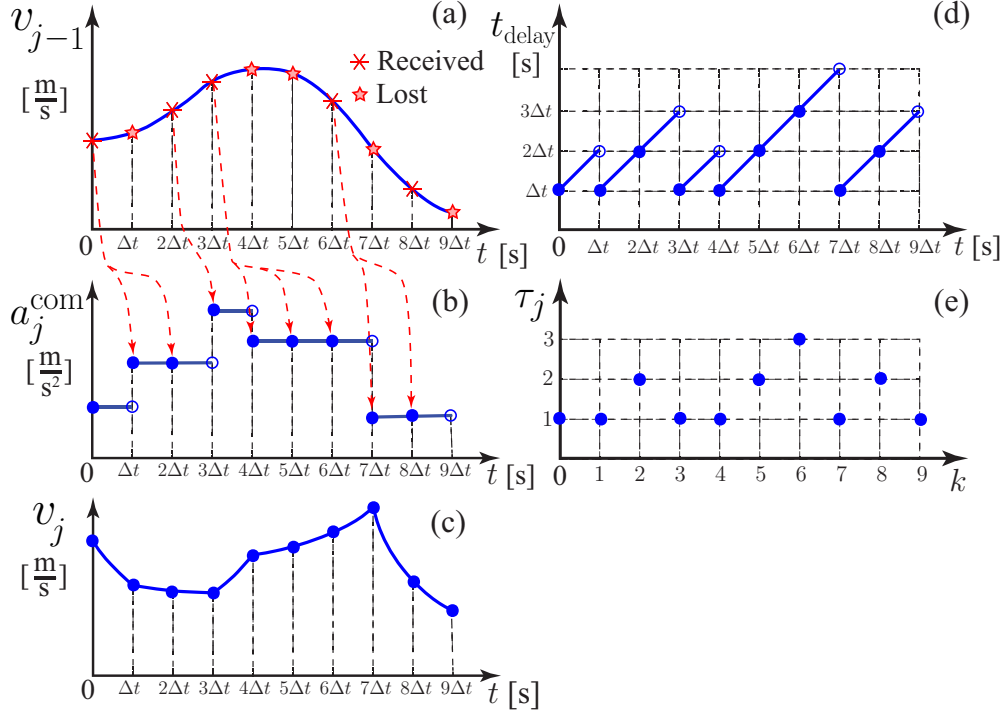 (a)
v_{j−1}
[m/s]
Received
Lost
0 Δt 2Δt 3Δt 4Δt 5Δt 6Δt 7Δt 8Δt 9Δt t [s]
(b)
a_j^{com}
[m/s²]
0 Δt 2Δt 3Δt 4Δt 5Δt 6Δt 7Δt 8Δt 9Δt t [s]
(c)
v_j
[m/s]
0 Δt 2Δt 3Δt 4Δt 5Δt 6Δt 7Δt 8Δt 9Δt t [s]
(d)
t_{delay}
[s]
3Δt
2Δt
Δt
0 Δt 2Δt 3Δt 4Δt 5Δt 6Δt 7Δt 8Δt 9Δt t [s]
(e)
τ_j
3
2
1
0 1 2 3 4 5 6 7 8 9 k